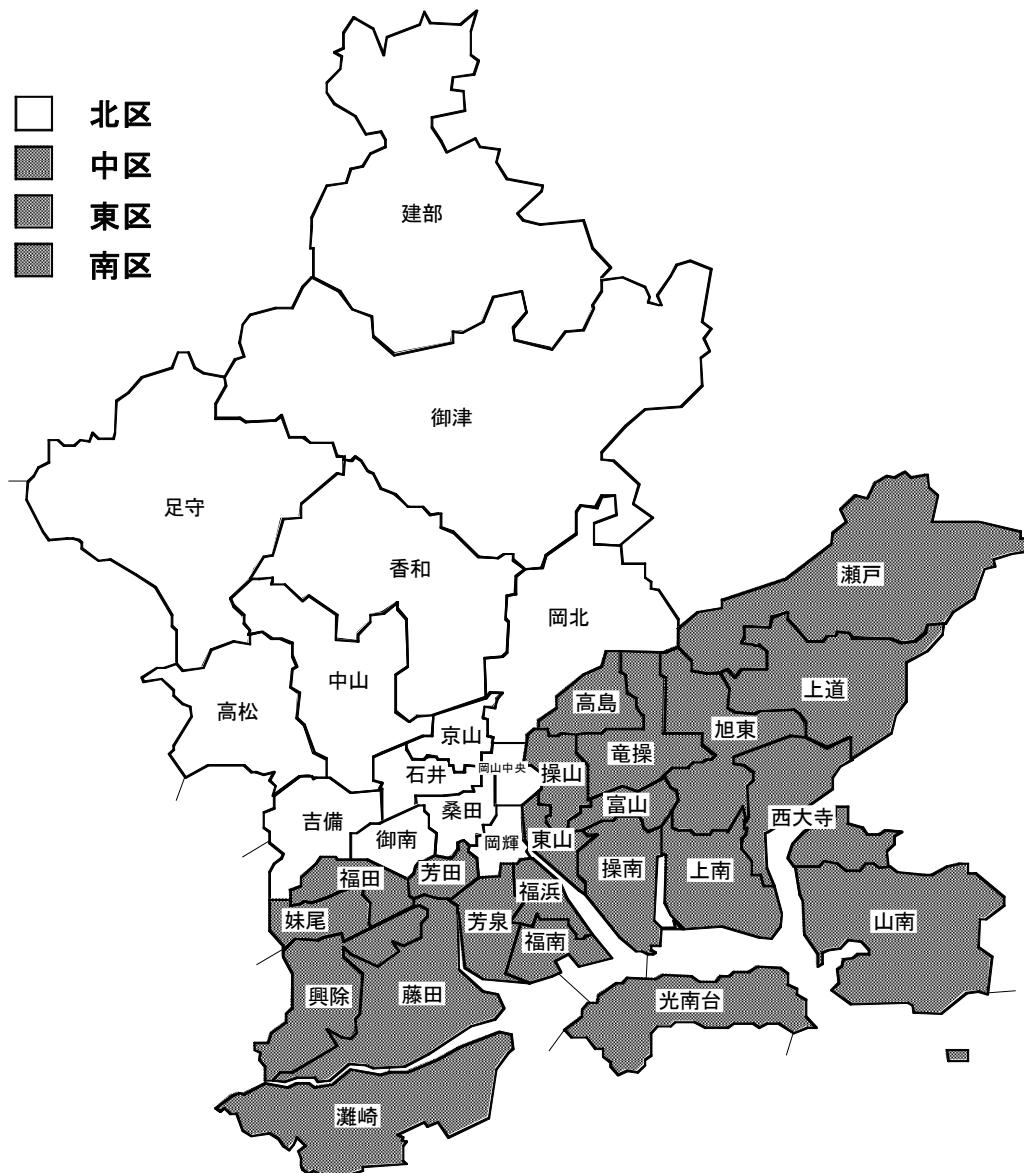 北区
中区
東区
南区
建部
御津
足守
香和
岡北
瀬戸
中山
上道
高松
高島
旭東
京山
竜操
石井
岡山中央
操山
桑田
富山
吉備
西大寺
御南
岡輝
東山
芳田
操南
上南
福田
福浜
妹尾
芳泉
山南
福南
興除
藤田
光南台
灘崎